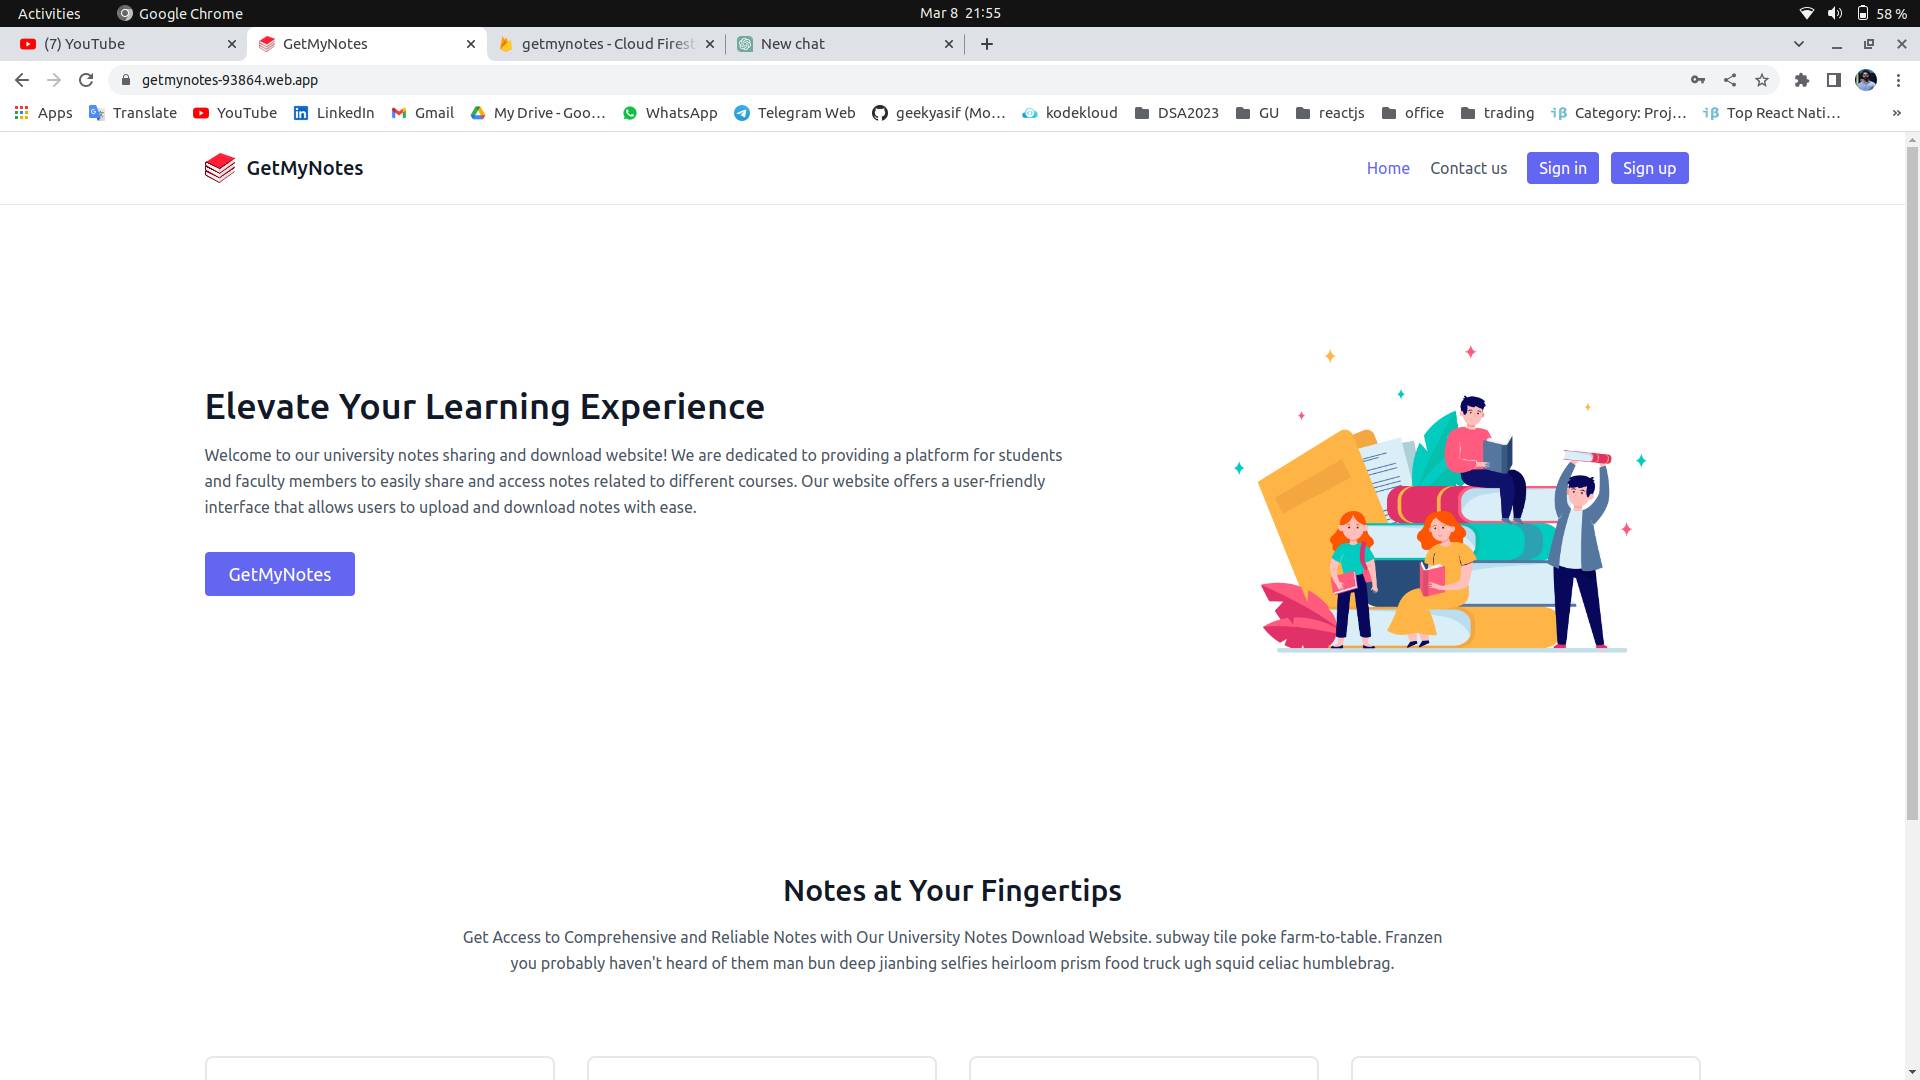 Activities Google Chrome Mar 8 21:55 58 %
(7) YouTube GetMyNotes getmynotes - Cloud Firest New chat
getmynotes-93864.web.app
Apps Translate YouTube LinkedIn Gmail My Drive - Goo… WhatsApp Telegram Web geekyasif (Mo… kodekloud DSA2023 GU reactjs office trading Category: Proj… Top React Nati… »
GetMyNotes Home Contact us Sign in Sign up
Elevate Your Learning Experience
Welcome to our university notes sharing and download website! We are dedicated to providing a platform for students
and faculty members to easily share and access notes related to different courses. Our website offers a user-friendly
interface that allows users to upload and download notes with ease.
GetMyNotes
Notes at Your Fingertips
Get Access to Comprehensive and Reliable Notes with Our University Notes Download Website. subway tile poke farm-to-table. Franzen
you probably haven't heard of them man bun deep jianbing selfies heirloom prism food truck ugh squid celiac humblebrag.